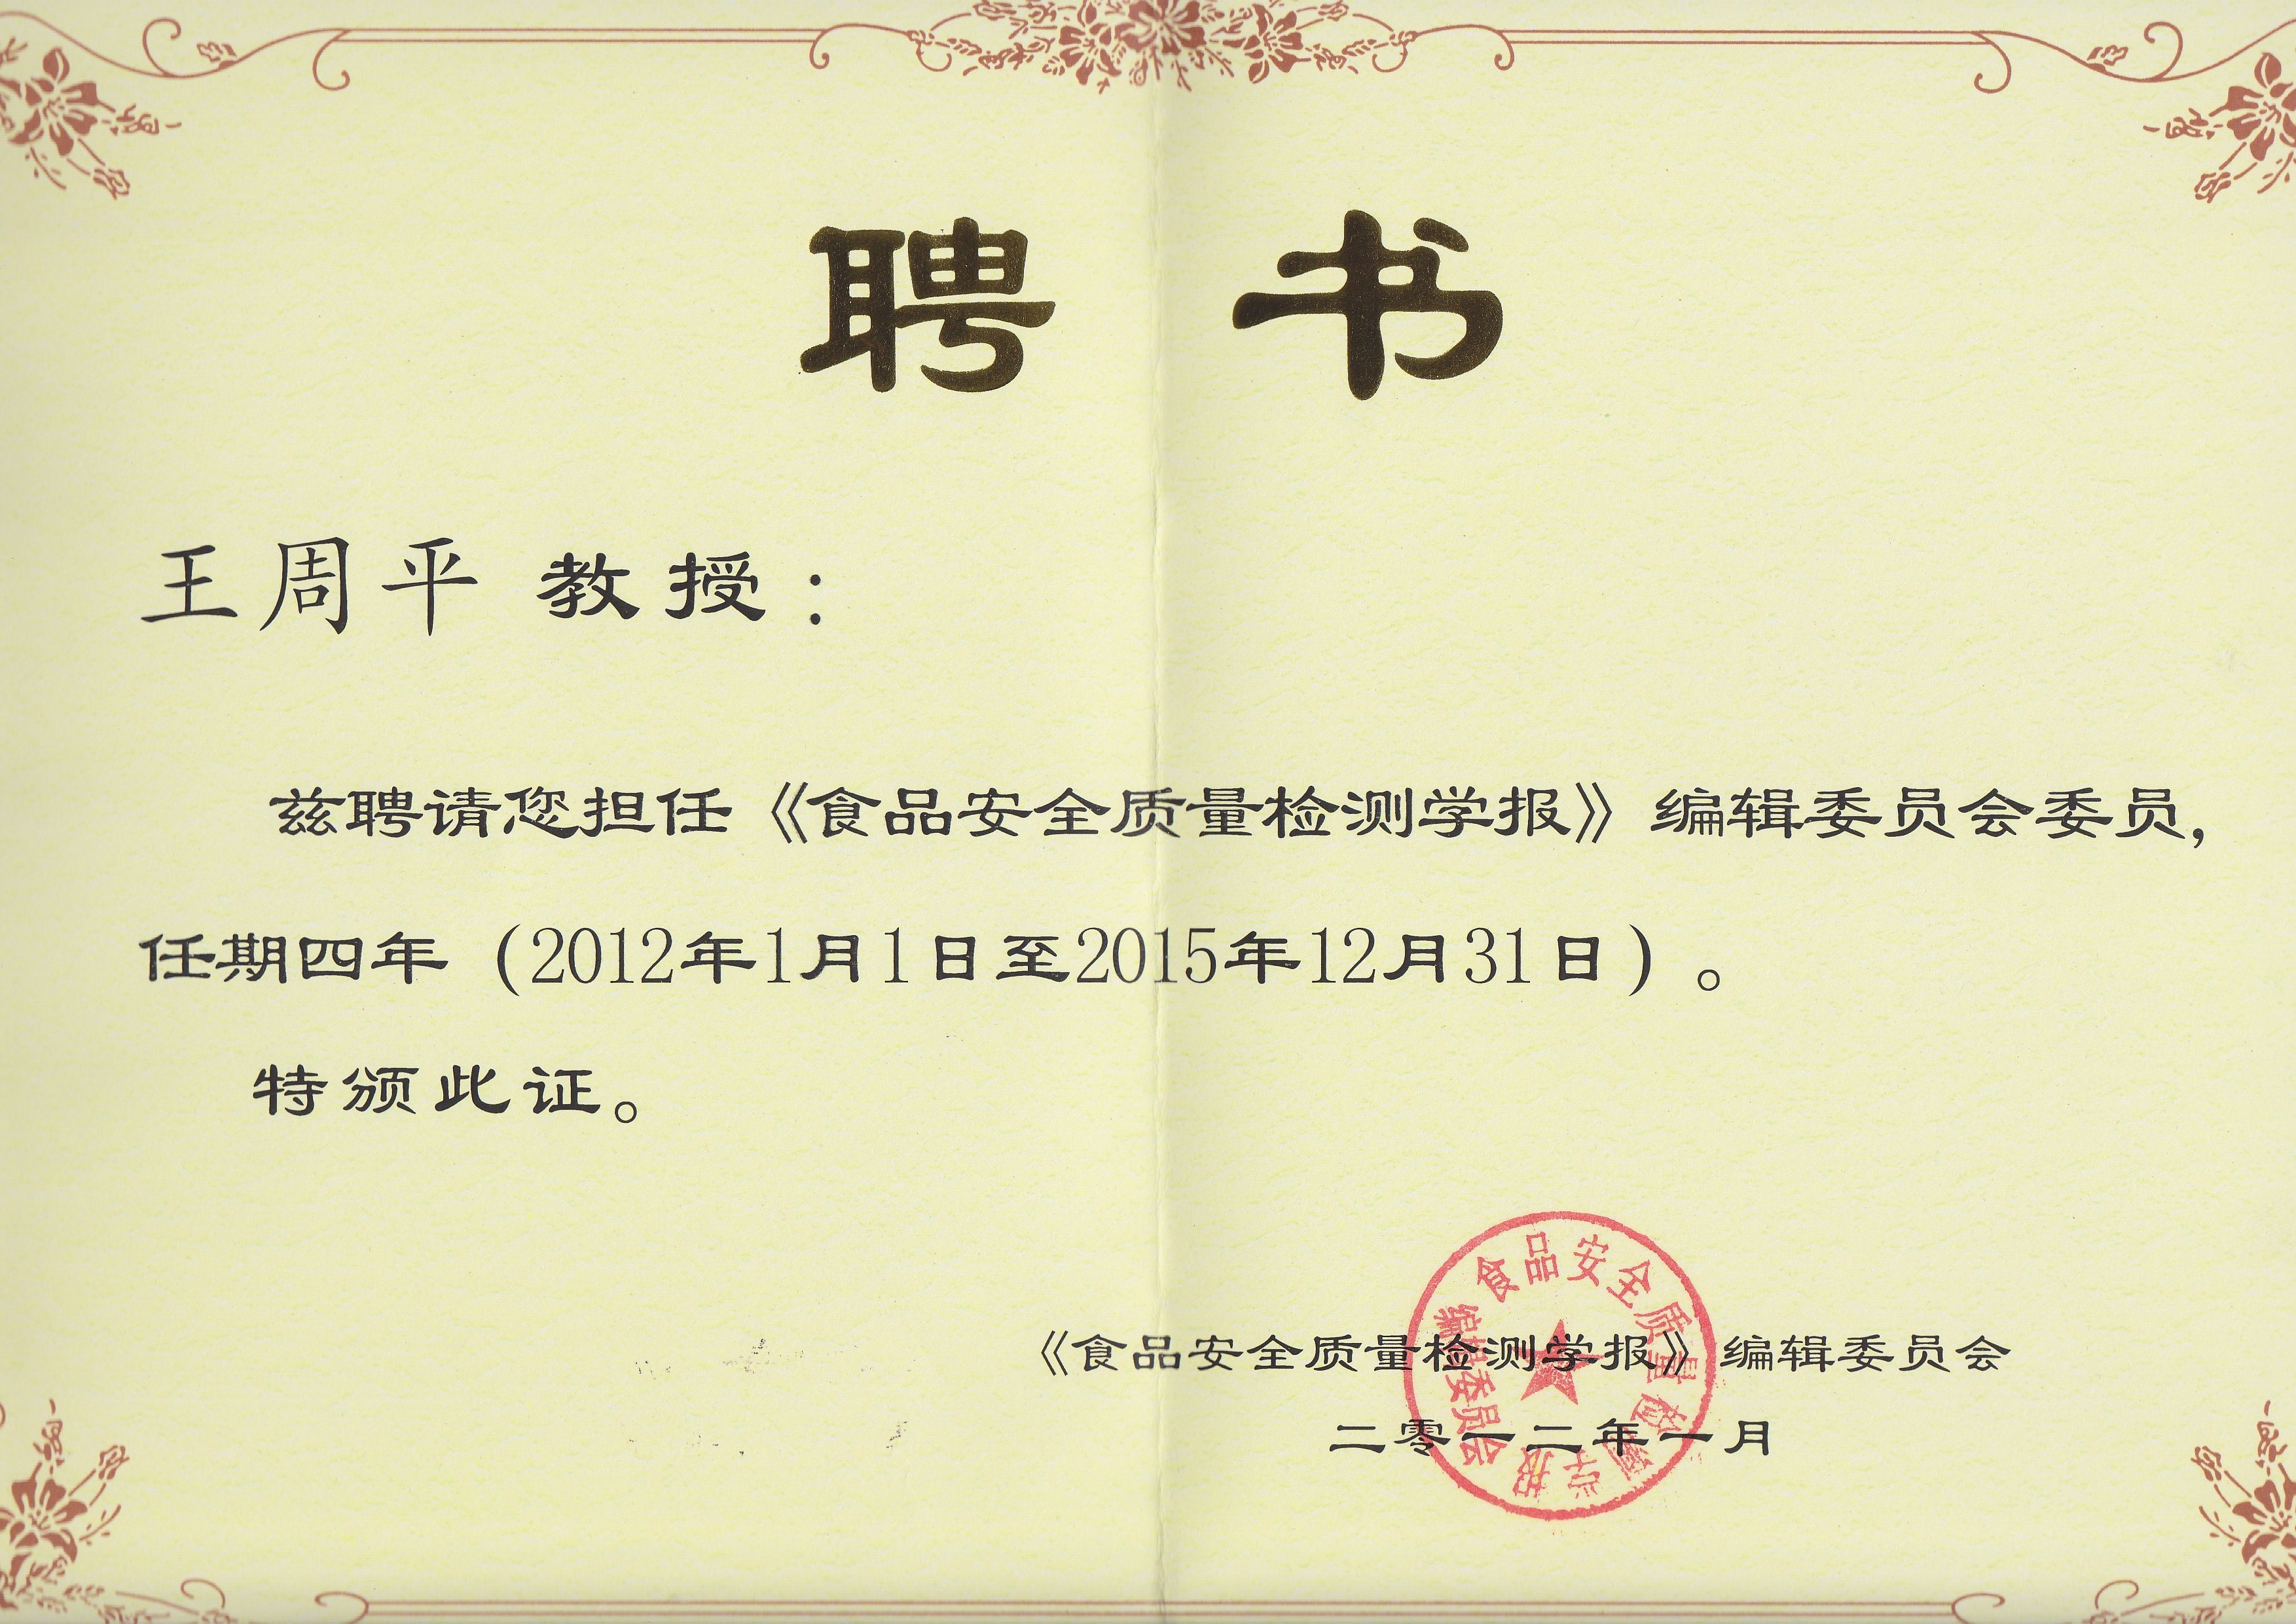 聘 书
王周平 教授：
兹聘请您担任《食品安全质量检测学报》编辑委员会委员，
任期四年（2012年1月1日至2015年12月31日）。
特颁此证。
《食品安全质量检测学报》编辑委员会
二零一二年一月
食品安全质量检测学报
编辑委员会